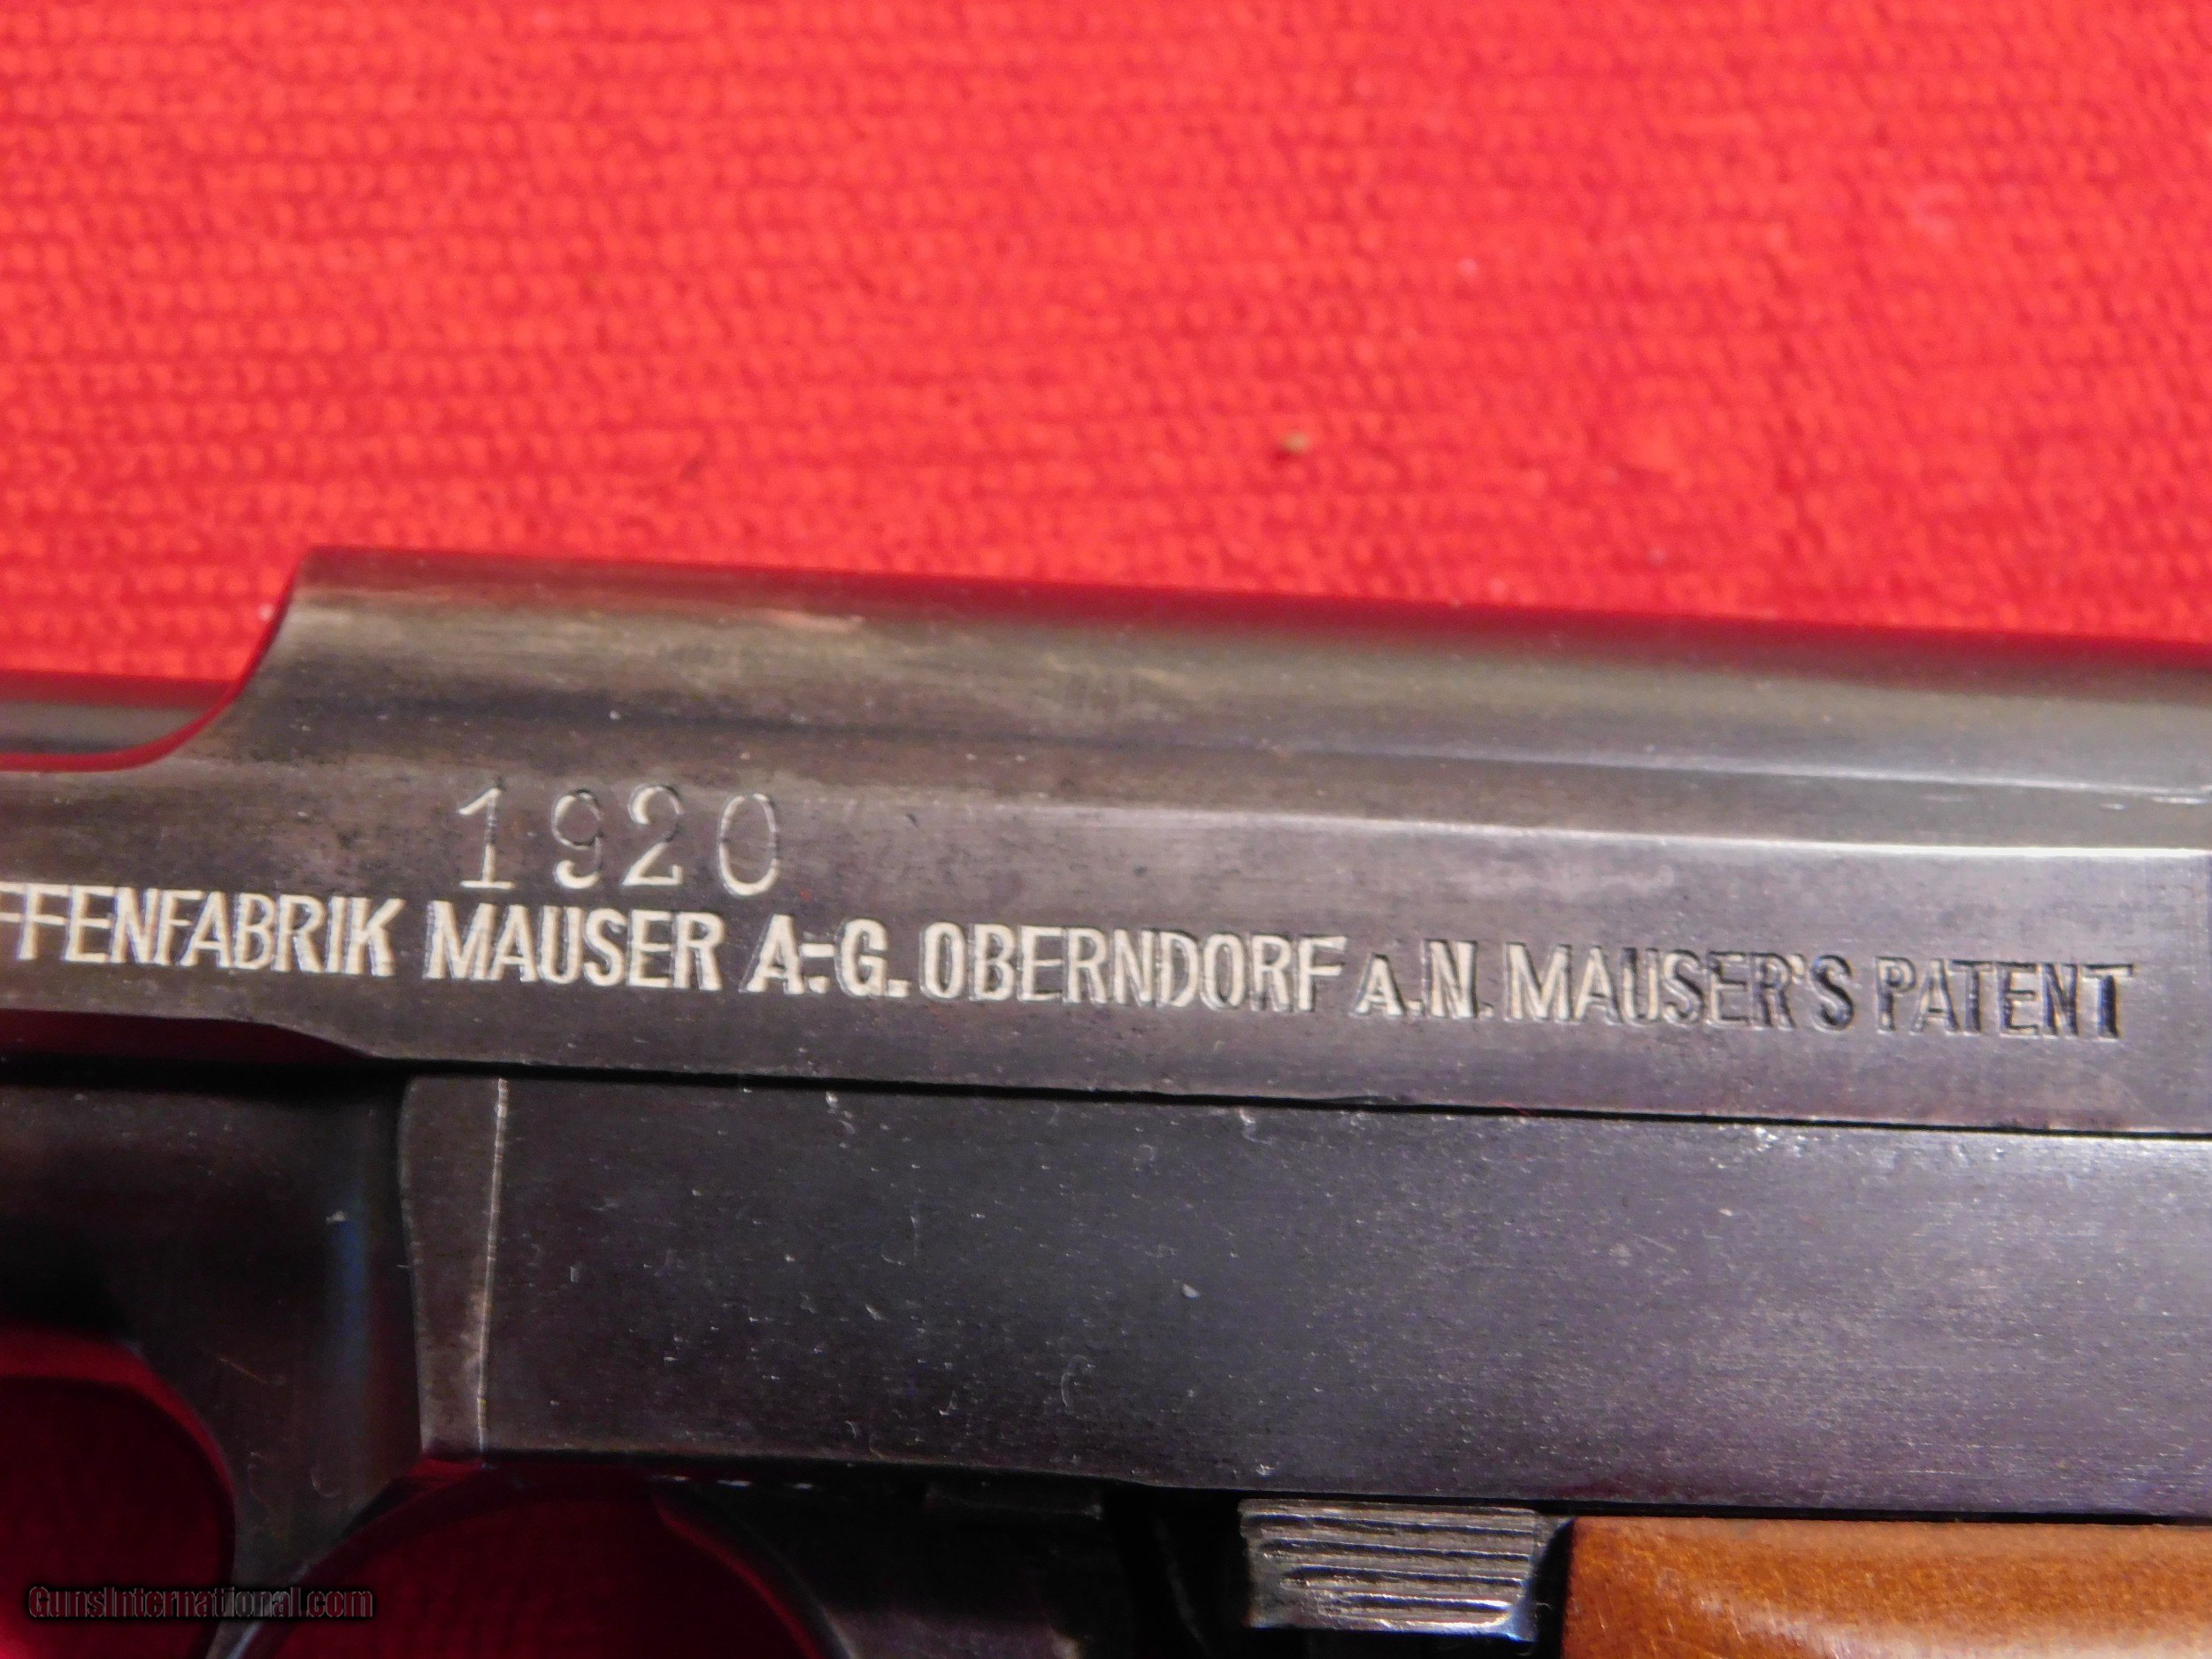 1920
FFENFABRIK MAUSER A.-G. OBERNDORF A.N. MAUSER'S PATENT
GunsInternational.com